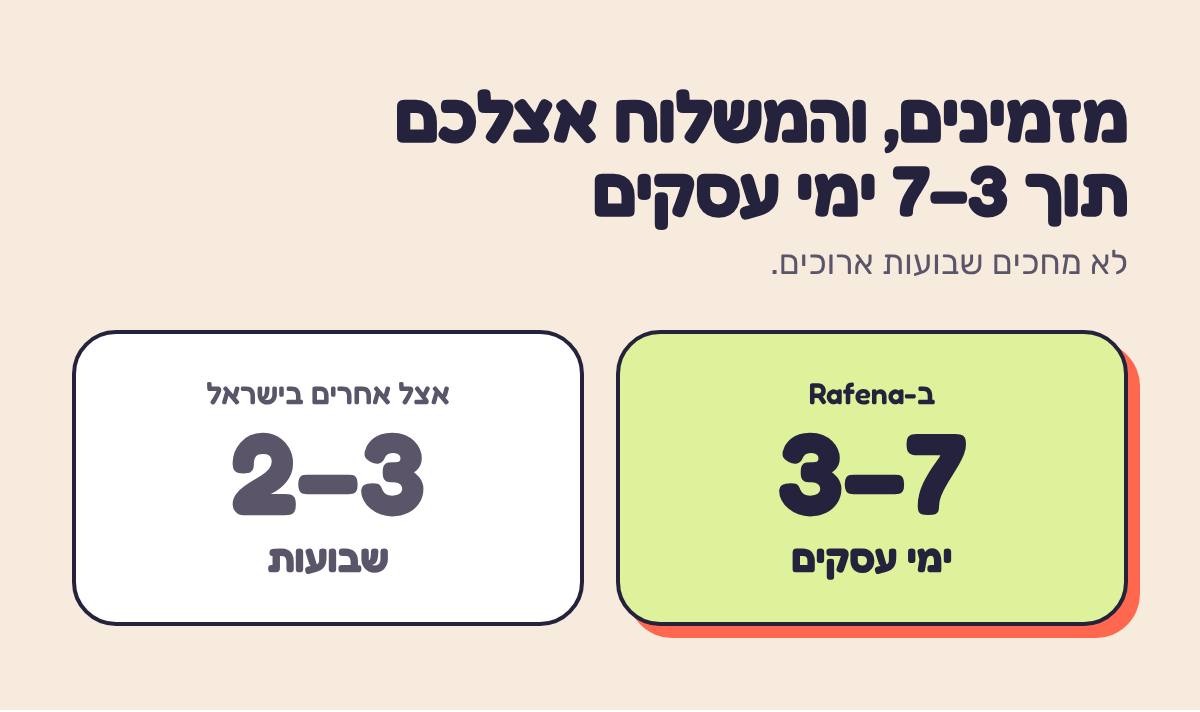 מזמינים, והמשלוח אצלכם
תוך 3–7 ימי עסקים
לא מחכים שבועות ארוכים.
ב-Rafena
3–7
ימי עסקים
אצל אחרים בישראל
2–3
שבועות